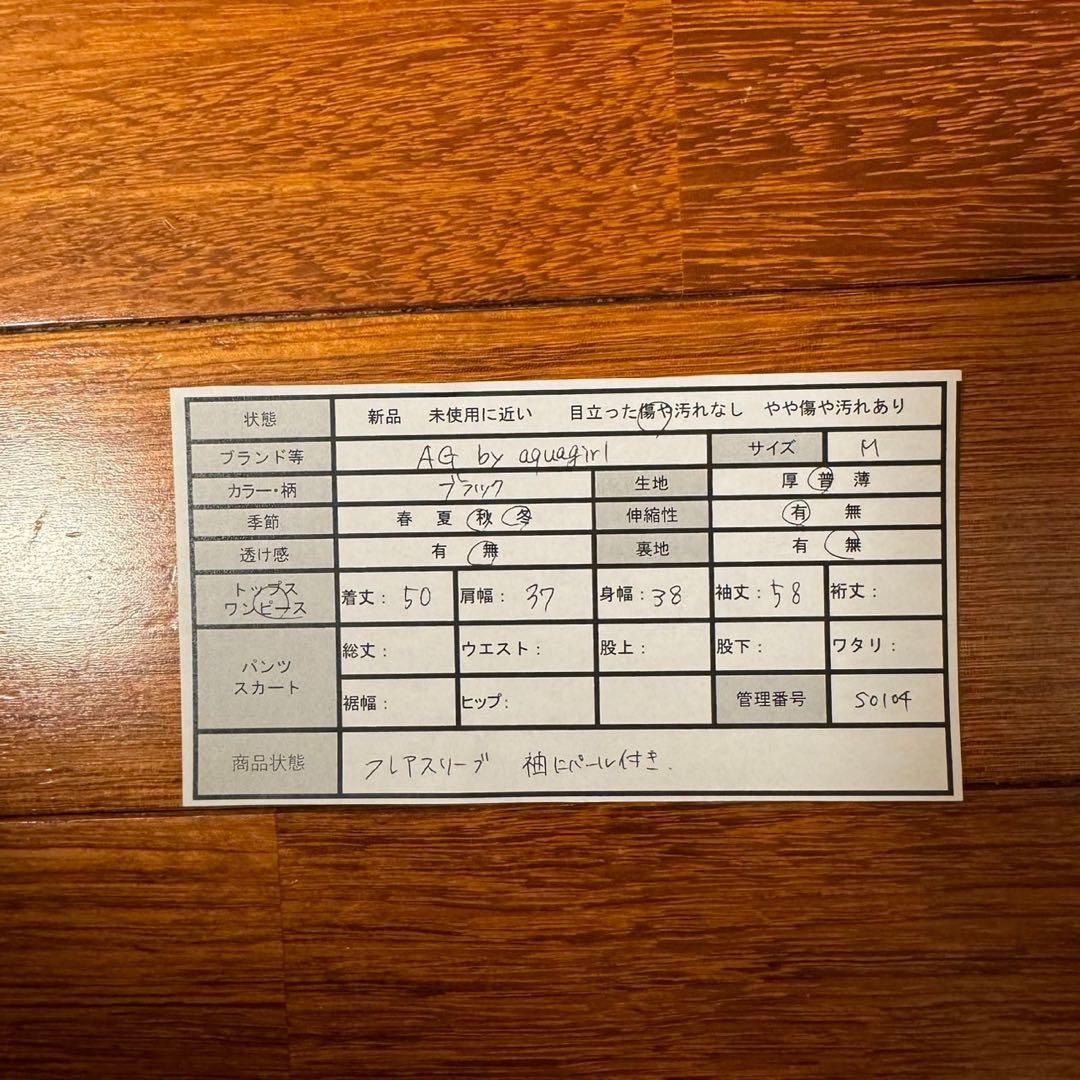 状態 新品 未使用に近い 目立った傷や汚れなし やや傷や汚れあり
ブランド等 AG by aquagirl サイズ M
カラー・柄 ブラック 生地 厚 普 薄
季節 春 夏 秋 冬 伸縮性 有 無
透け感 有 無 裏地 有 無
トップス
ワンピース
着丈： 50 肩幅： 37 身幅： 38 袖丈： 58 裄丈：
パンツ
スカート
総丈： ウエスト： 股上： 股下： ワタリ：
裾幅： ヒップ： 管理番号 S0104
商品状態 フレアスリーブ 袖にパール付き.